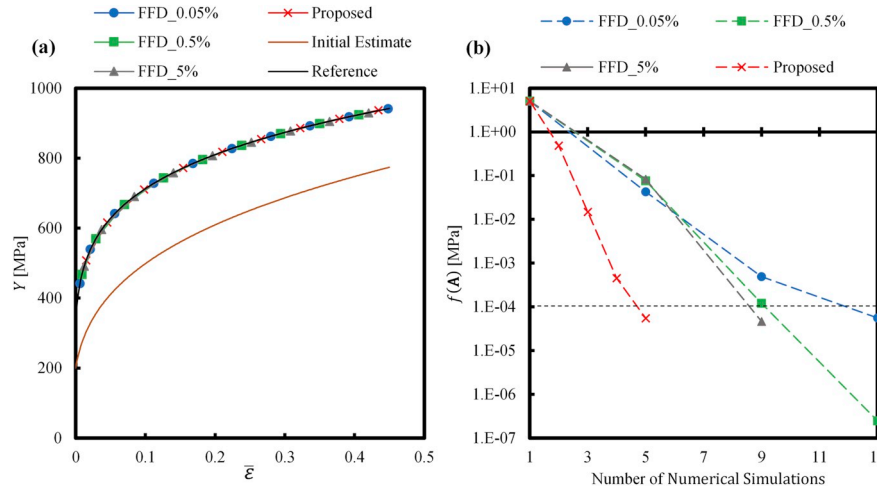 (a)
FFD_0.05%
Proposed
FFD_0.5%
Initial Estimate
FFD_5%
Reference
1000
800
600
400
200
0
Y [MPa]
0
0.1
0.2
0.3
0.4
0.5
ε̅
(b)
FFD_0.05%
FFD_0.5%
FFD_5%
Proposed
1.E+01
1.E+00
1.E-01
1.E-02
1.E-03
1.E-04
1.E-05
1.E-06
1.E-07
f(A) [MPa]
1
3
5
7
9
11
Number of Numerical Simulations